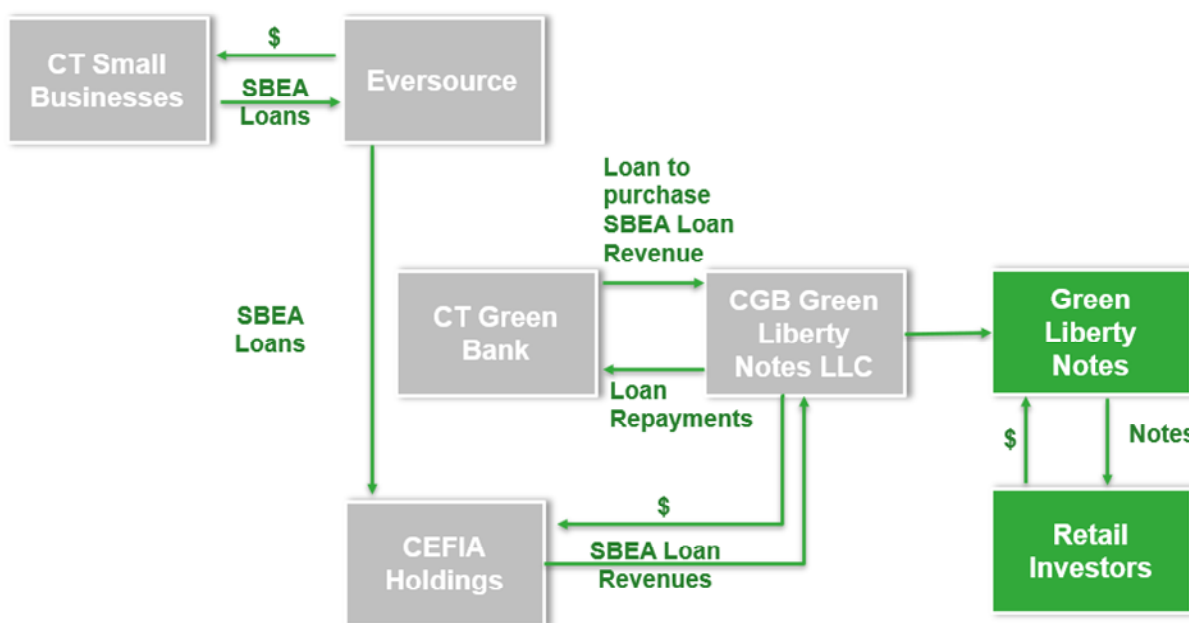 CT Small
Businesses
$
SBEA
Loans
Eversource
Loan to
purchase
SBEA Loan
Revenue
SBEA
Loans
CT Green
Bank
CGB Green
Liberty
Notes LLC
Green
Liberty
Notes
Loan
Repayments
$
Notes
$
CEFIA
Holdings
SBEA Loan
Revenues
Retail
Investors